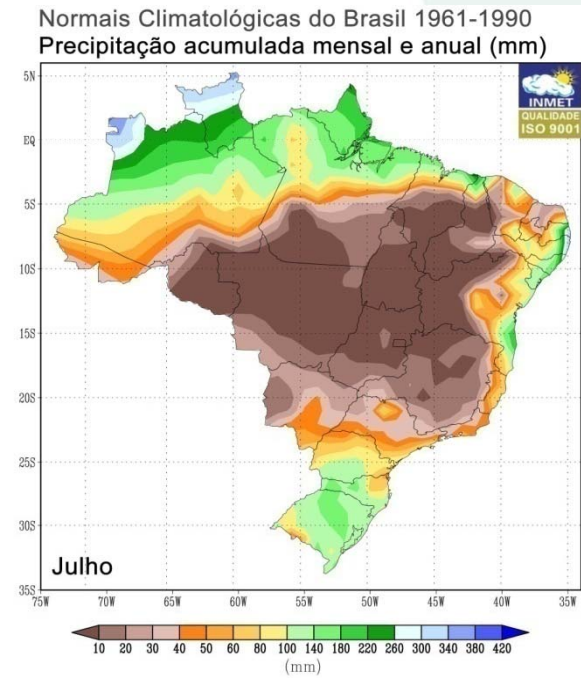 Normais Climatológicas do Brasil 1961-1990
Precipitação acumulada mensal e anual (mm)
INMET
QUALIDADE
ISO 9001
5N
EQ
5S
10S
15S
20S
25S
30S
35S
Julho
75W 70W 65W 60W 55W 50W 45W 40W 35W
10 20 30 40 50 60 80 100 140 180 220 260 300 340 380 420
(mm)